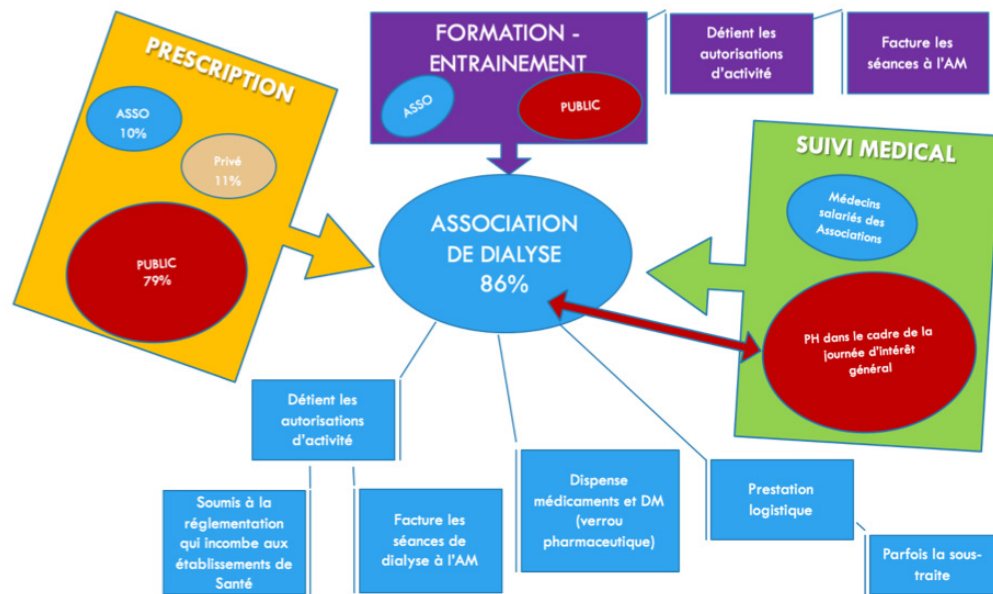 PRESCRIPTION
ASSO
10%
Privé
11%
PUBLIC
79%
FORMATION -
ENTRAINEMENT
ASSO
PUBLIC
Détient les
autorisations
d'activité
Facture les
séances à l'AM
SUIVI MEDICAL
Médecins
salariés des
Associations
PH dans le cadre de la
journée d'intérêt
général
ASSOCIATION
DE DIALYSE
86%
Détient les
autorisations
d'activité
Soumis à la
réglementation
qui incombe aux
établissements de
Santé
Facture les
séances de
dialyse à l'AM
Dispense
médicaments et DM
(verrou
pharmaceutique)
Prestation
logistique
Parfois la sous-
traite